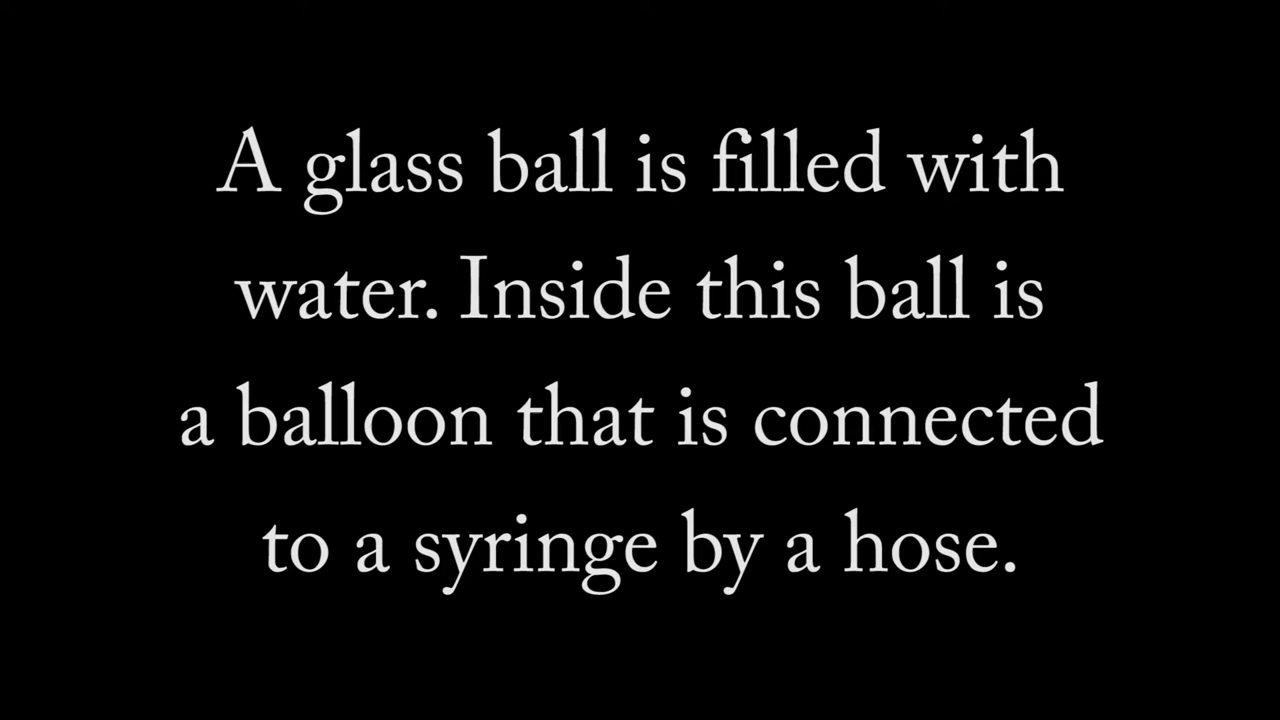 A glass ball is filled with
water. Inside this ball is
a balloon that is connected
to a syringe by a hose.